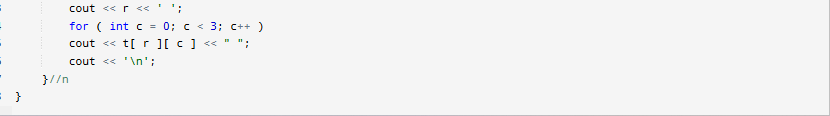 cout << r << ' ';
for ( int c = 0; c < 3; c++ )
cout << t[ r ][ c ] << " ";
cout << '\n';
}//n
}